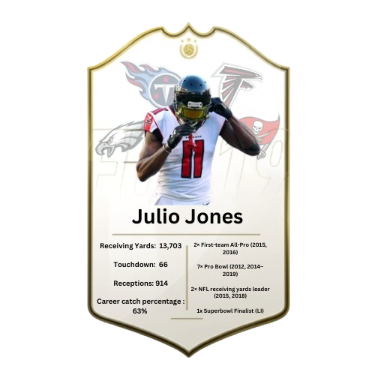 11
Julio Jones
Receiving Yards: 13,703
Touchdown: 66
Receptions: 914
Career catch percentage :
63%
2× First-team All-Pro (2015,
2016)
7× Pro Bowl (2012, 2014–
2019)
2× NFL receiving yards leader
(2015, 2018)
1x Superbowl Finalist (LI)